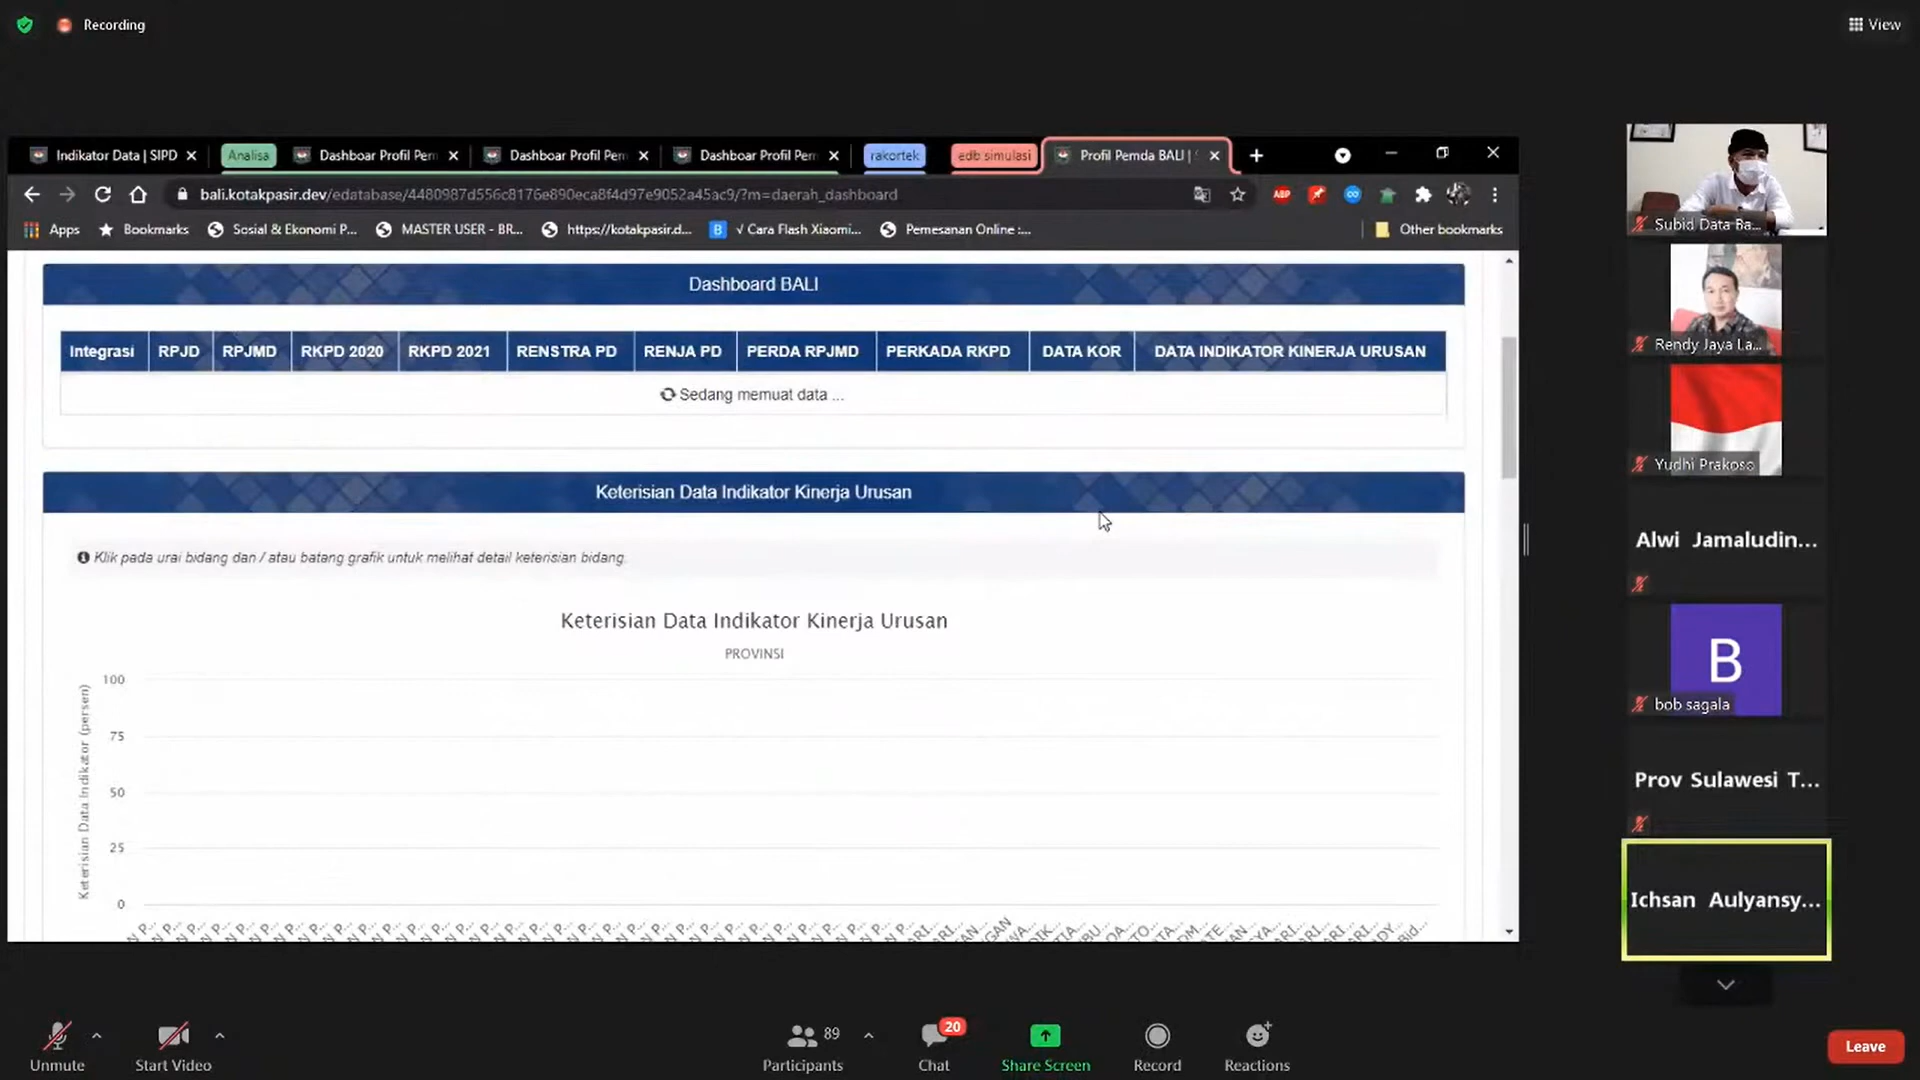 Recording
View
Indikator Data | SIPD
Analisa
Dashboar Profil Pem
Dashboar Profil Pem
Dashboar Profil Pem
rakortek
edb simulasi
Profil Pemda BALI |
bali.kotakpasir.dev/edatabase/4480987d556c8176e890eca8f4d97e9052a45ac9/?m=daerah_dashboard
ABP
Apps
Bookmarks
Sosial & Ekonomi P...
MASTER USER - BR...
https://kotakpasir.d...
B
√ Cara Flash Xiaomi...
Pemesanan Online :...
Other bookmarks
Dashboard BALI
Integrasi RPJD RPJMD RKPD 2020 RKPD 2021 RENSTRA PD RENJA PD PERDA RPJMD PERKADA RKPD DATA KOR DATA INDIKATOR KINERJA URUSAN
Sedang memuat data ...
Keterisian Data Indikator Kinerja Urusan
Klik pada urai bidang dan / atau batang grafik untuk melihat detail keterisian bidang.
Keterisian Data Indikator Kinerja Urusan
PROVINSI
Keterisian Data Indikator (persen)
100
75
50
25
0
Subid Data Ba...
Rendy Jaya La...
Yudhi Prakoso
Alwi Jamaludin...
B
bob sagala
Prov Sulawesi T...
Ichsan Aulyansy...
Unmute
Start Video
89
Participants
20
Chat
Share Screen
Record
Reactions
Leave